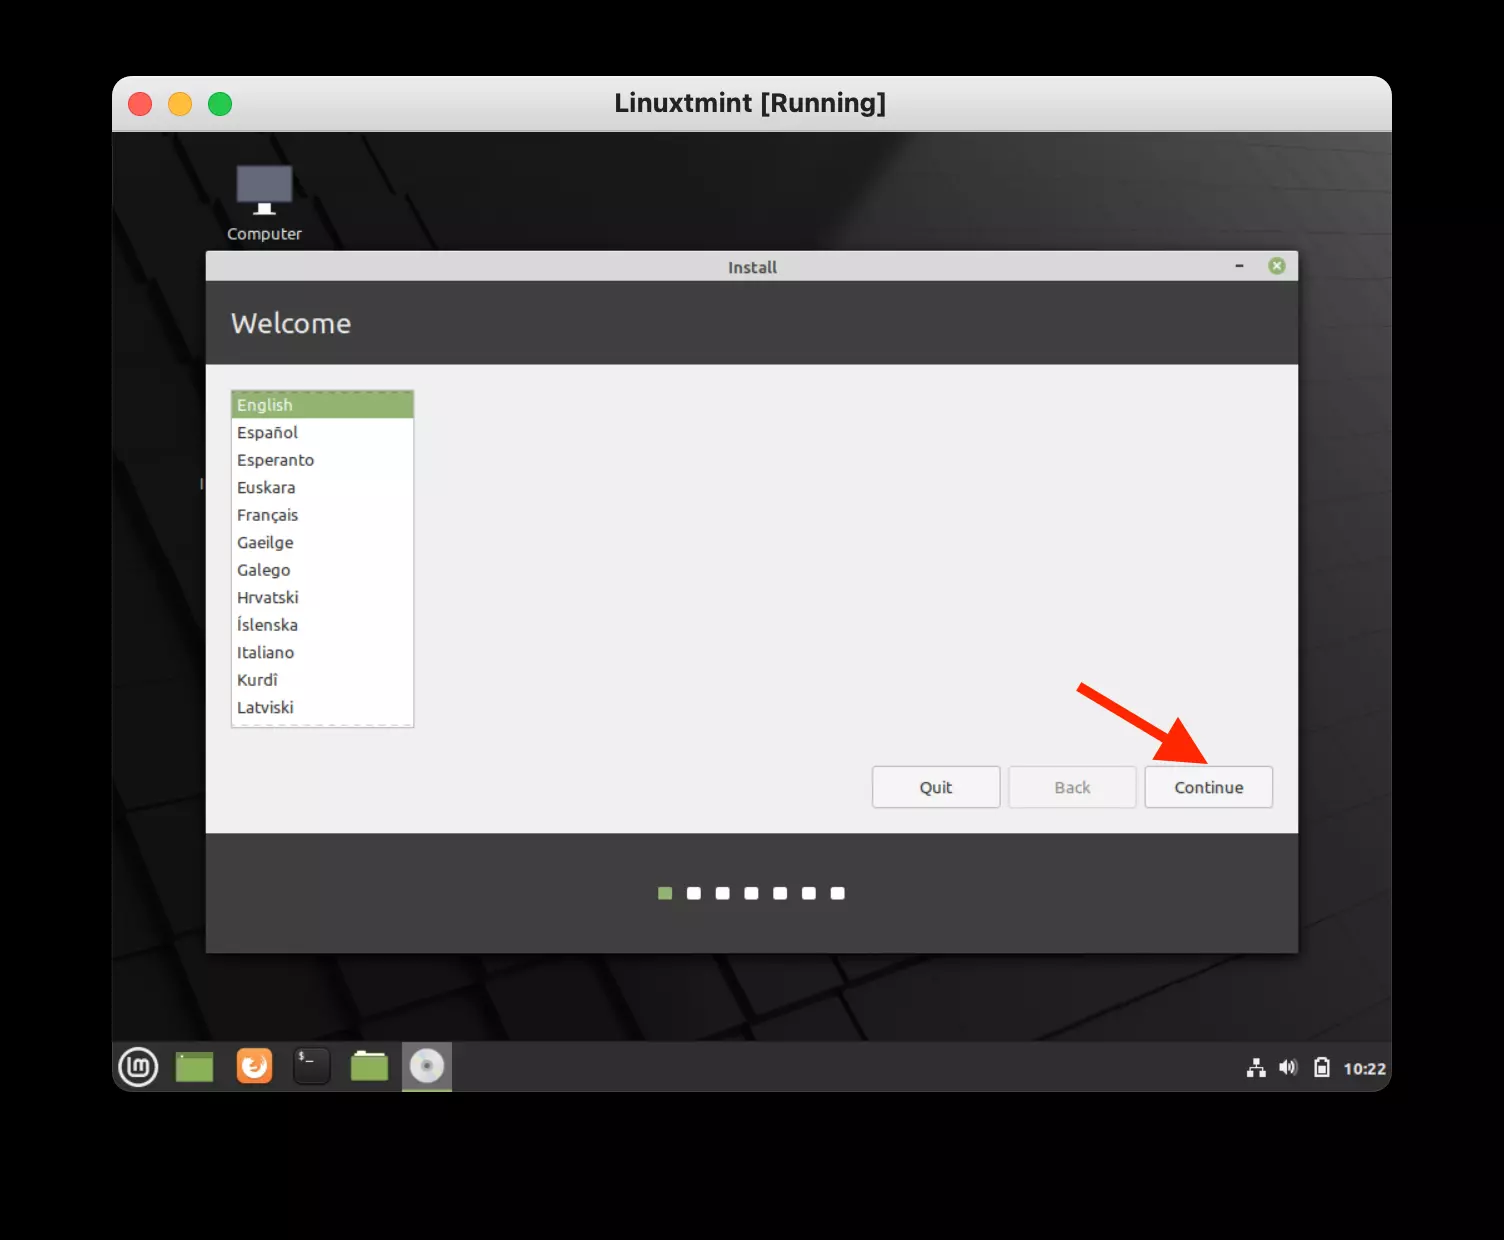 Linuxtmint [Running]
Computer
Install
Welcome
English
Español
Esperanto
Euskara
Français
Gaeilge
Galego
Hrvatski
Íslenska
Italiano
Kurdî
Latviski
Quit
Back
Continue
$_
10:22